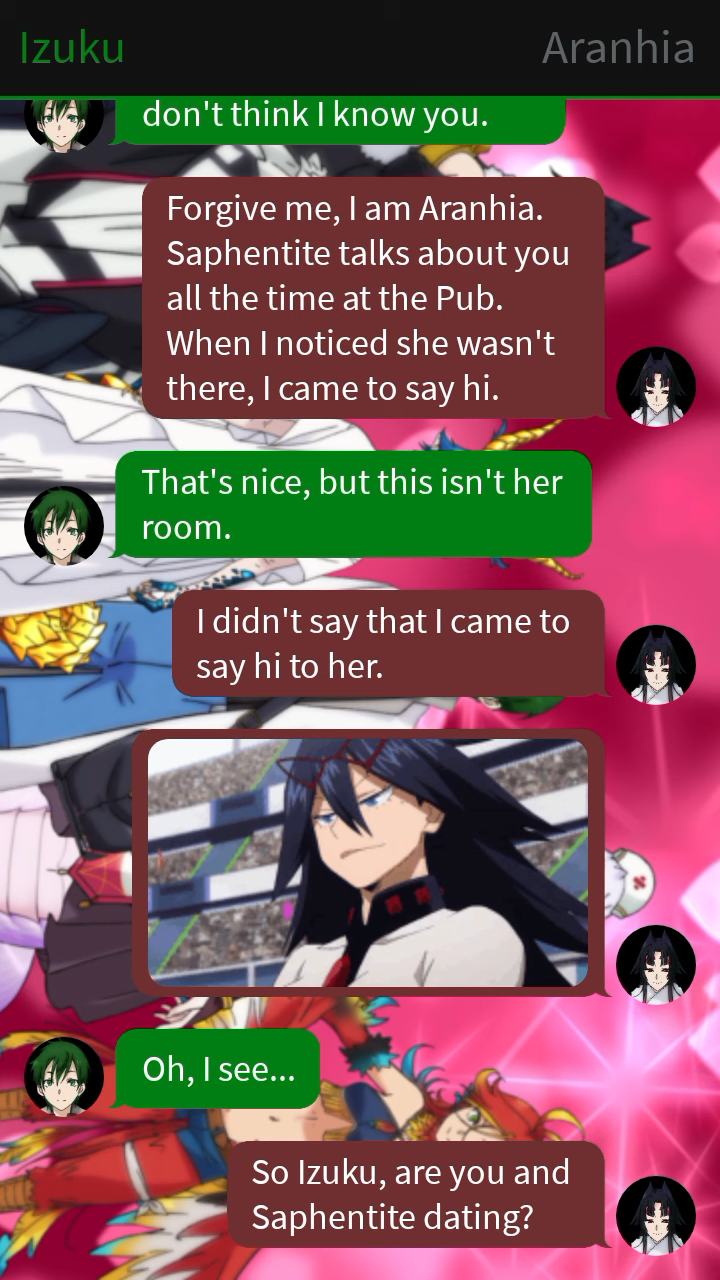 Izuku
Aranhia
don't think I know you.
Forgive me, I am Aranhia.
Saphentite talks about you
all the time at the Pub.
When I noticed she wasn't
there, I came to say hi.
That's nice, but this isn't her
room.
I didn't say that I came to
say hi to her.
Oh, I see...
So Izuku, are you and
Saphentite dating?